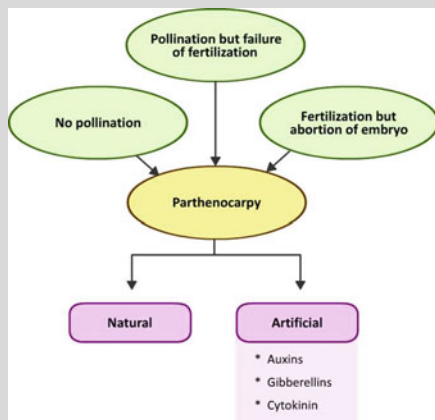 Pollination but failure
of fertilization
No pollination
Fertilization but
abortion of embryo
Parthenocarpy
Natural
Artificial
* Auxins
* Gibberellins
* Cytokinin